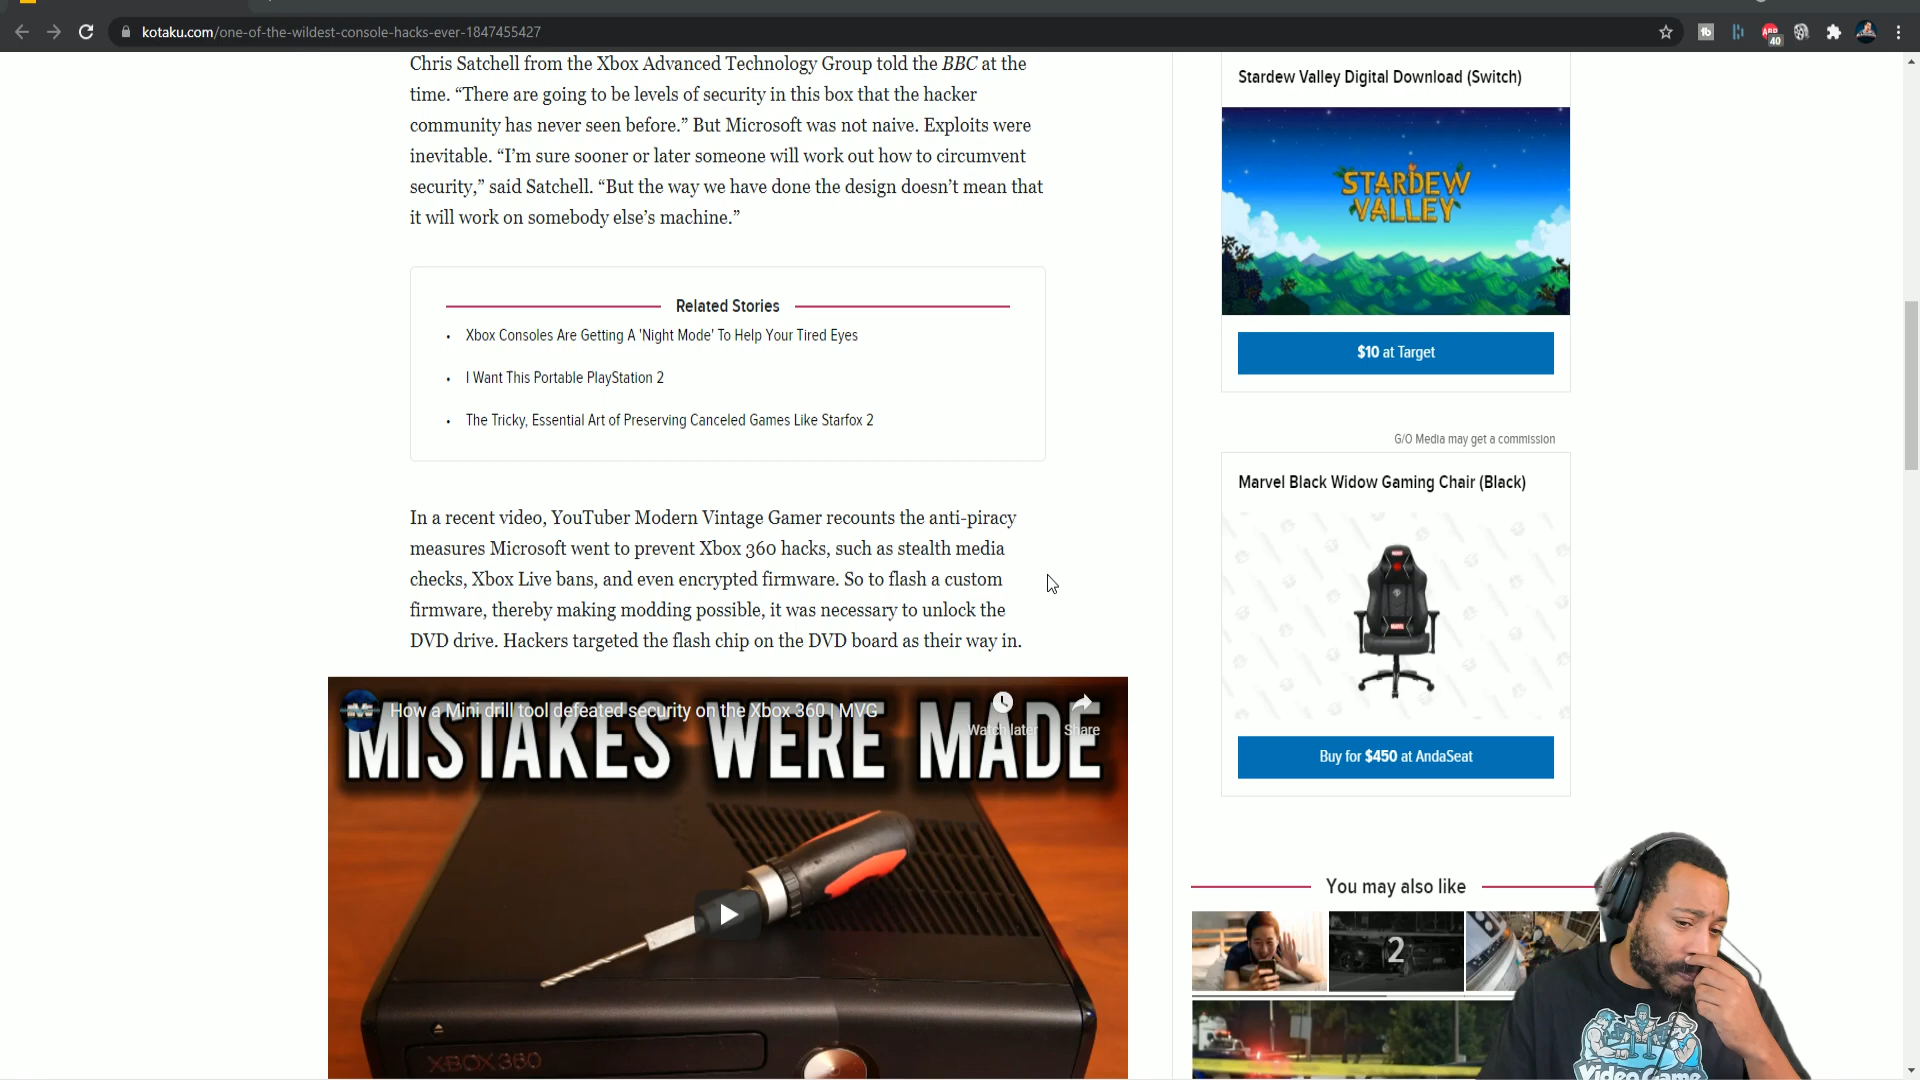 kotaku.com/one-of-the-wildest-console-hacks-ever-1847455427
40
Chris Satchell from the Xbox Advanced Technology Group told the BBC at the
time. “There are going to be levels of security in this box that the hacker
community has never seen before.” But Microsoft was not naive. Exploits were
inevitable. “I’m sure sooner or later someone will work out how to circumvent
security,” said Satchell. “But the way we have done the design doesn’t mean that
it will work on somebody else’s machine.”
Related Stories
• Xbox Consoles Are Getting A 'Night Mode' To Help Your Tired Eyes
• I Want This Portable PlayStation 2
• The Tricky, Essential Art of Preserving Canceled Games Like Starfox 2
In a recent video, YouTuber Modern Vintage Gamer recounts the anti-piracy
measures Microsoft went to prevent Xbox 360 hacks, such as stealth media
checks, Xbox Live bans, and even encrypted firmware. So to flash a custom
firmware, thereby making modding possible, it was necessary to unlock the
DVD drive. Hackers targeted the flash chip on the DVD board as their way in.
How a Mini drill tool defeated security on the Xbox 360 | MVG
Watch later
Share
MISTAKES WERE MADE
XBOX 360
Stardew Valley Digital Download (Switch)
STARDEW
VALLEY
$10 at Target
G/O Media may get a commission
Marvel Black Widow Gaming Chair (Black)
Buy for $450 at AndaSeat
You may also like
2
Video Game